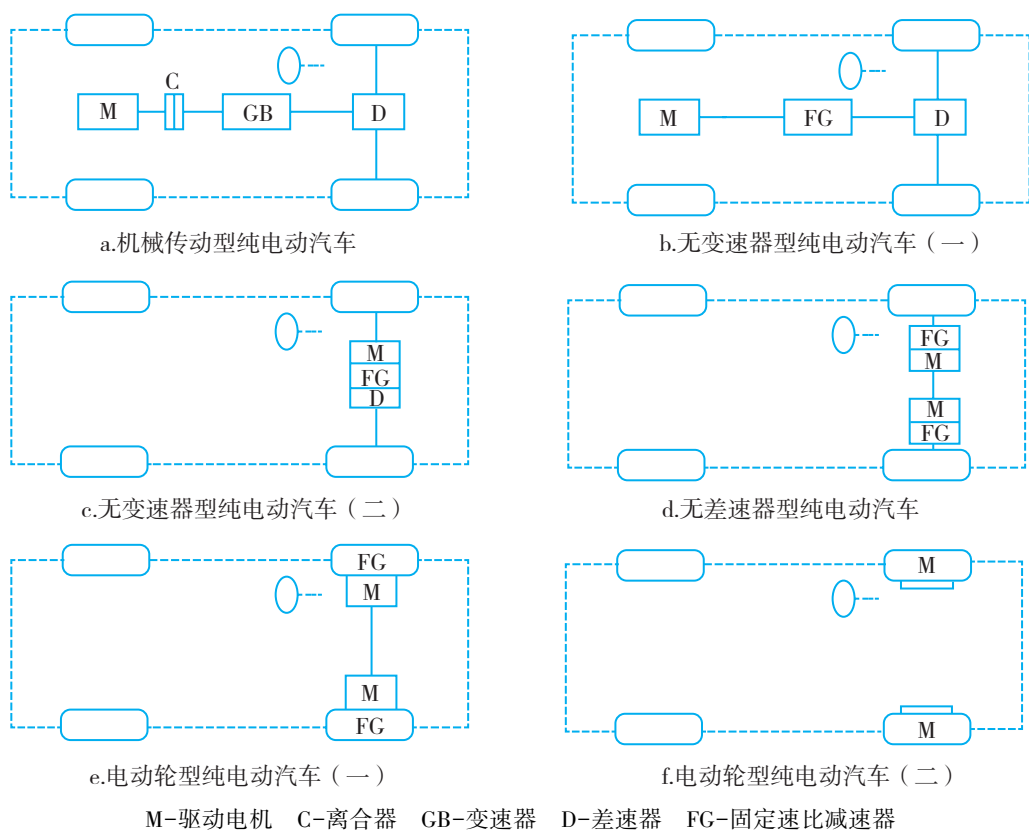 C
M
GB
D
a.机械传动型纯电动汽车
M
FG
D
b.无变速器型纯电动汽车（一）
M
FG
D
c.无变速器型纯电动汽车（二）
FG
M
M
FG
d.无差速器型纯电动汽车
FG
M
M
FG
e.电动轮型纯电动汽车（一）
M
M
f.电动轮型纯电动汽车（二）
M-驱动电机 C-离合器 GB-变速器 D-差速器 FG-固定速比减速器